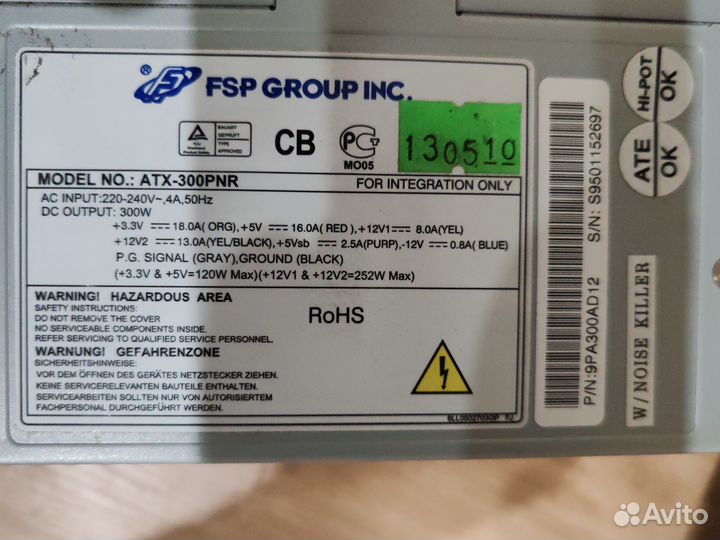 FSP GROUP INC.
BAUART
GEPRÜFT
TYPE
APPROVED
CB
PG
MO05
130510
MODEL NO.: ATX-300PNR
FOR INTEGRATION ONLY
AC INPUT:220-240V~,4A,50Hz
DC OUTPUT: 300W
+3.3V ⎓ 18.0A( ORG),+5V ⎓ 16.0A( RED ),+12V1 ⎓ 8.0A(YEL)
+12V2 ⎓ 13.0A(YEL/BLACK),+5Vsb ⎓ 2.5A(PURP),-12V ⎓ 0.8A( BLUE)
P.G. SIGNAL (GRAY),GROUND (BLACK)
(+3.3V & +5V=120W Max)(+12V1 & +12V2=252W Max)
WARNING! HAZARDOUS AREA
SAFETY INSTRUCTIONS:
DO NOT REMOVE THE COVER
NO SERVICEABLE COMPONENTS INSIDE.
REFER SERVICING TO QUALIFIED SERVICE PERSONNEL.
RoHS
WARNUNG! GEFAHRENZONE
SICHERHEITSHINWEISE:
VOR DEM ÖFFNEN DES GERÄTES NETZSTECKER ZIEHEN.
KEINE SERVICERELEVANTEN BAUTEILE ENTHALTEN.
SERVICEARBEITEN SOLLTEN NUR VON AUTORISIERTEM
FACHPERSONAL DURCHGEFÜHRT WERDEN.
P/N:9PA300AD12
S/N: S9501152697
HI-POT
OK
ATE
OK
W/ NOISE KILLER
Avito